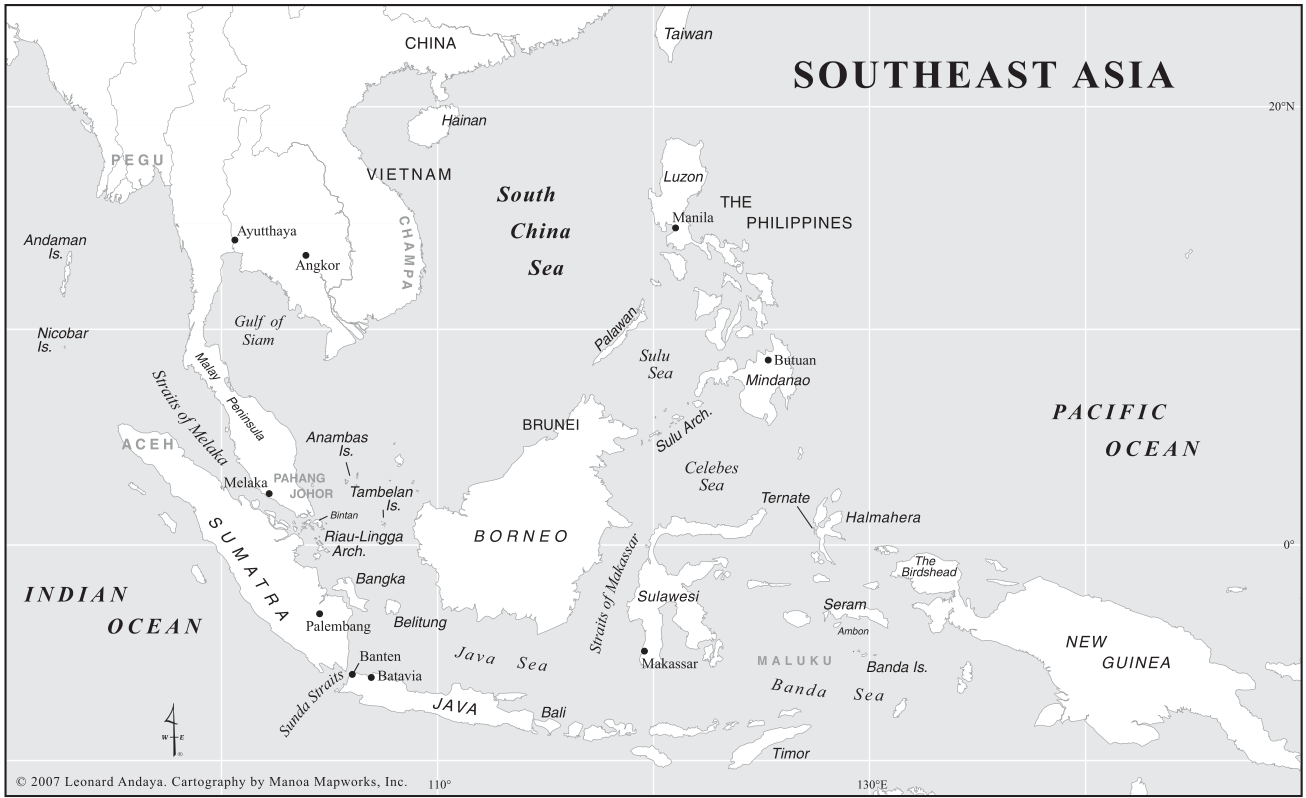 Taiwan
CHINA
SOUTHEAST ASIA
20°N
Hainan
PEGU
VIETNAM
Luzon
South
China
Sea
THE
PHILIPPINES
Manila
CHAMPA
Ayutthaya
Angkor
Andaman
Is.
Nicobar
Is.
Gulf of
Siam
Palawan
Sulu
Sea
Butuan
Mindanao
Malay
Peninsula
Straits of Melaka
PACIFIC
OCEAN
BRUNEI
Sulu Arch.
ACEH
Anambas
Is.
Celebes
Sea
Melaka
PAHANG
JOHOR
Tambelan
Is.
Ternate
Halmahera
Bintan
Riau-Lingga
Arch.
BORNEO
0°
SUMATRA
Straits of Makassar
The
Birdshead
Bangka
INDIAN
OCEAN
Sulawesi
Seram
Ambon
Palembang
Belitung
NEW
GUINEA
Java Sea
Makassar
MALUKU
Banda Is.
Banda Sea
Banten
Batavia
Sunda Straits
JAVA
Bali
Timor
W E
© 2007 Leonard Andaya. Cartography by Manoa Mapworks, Inc.
110°
130°E